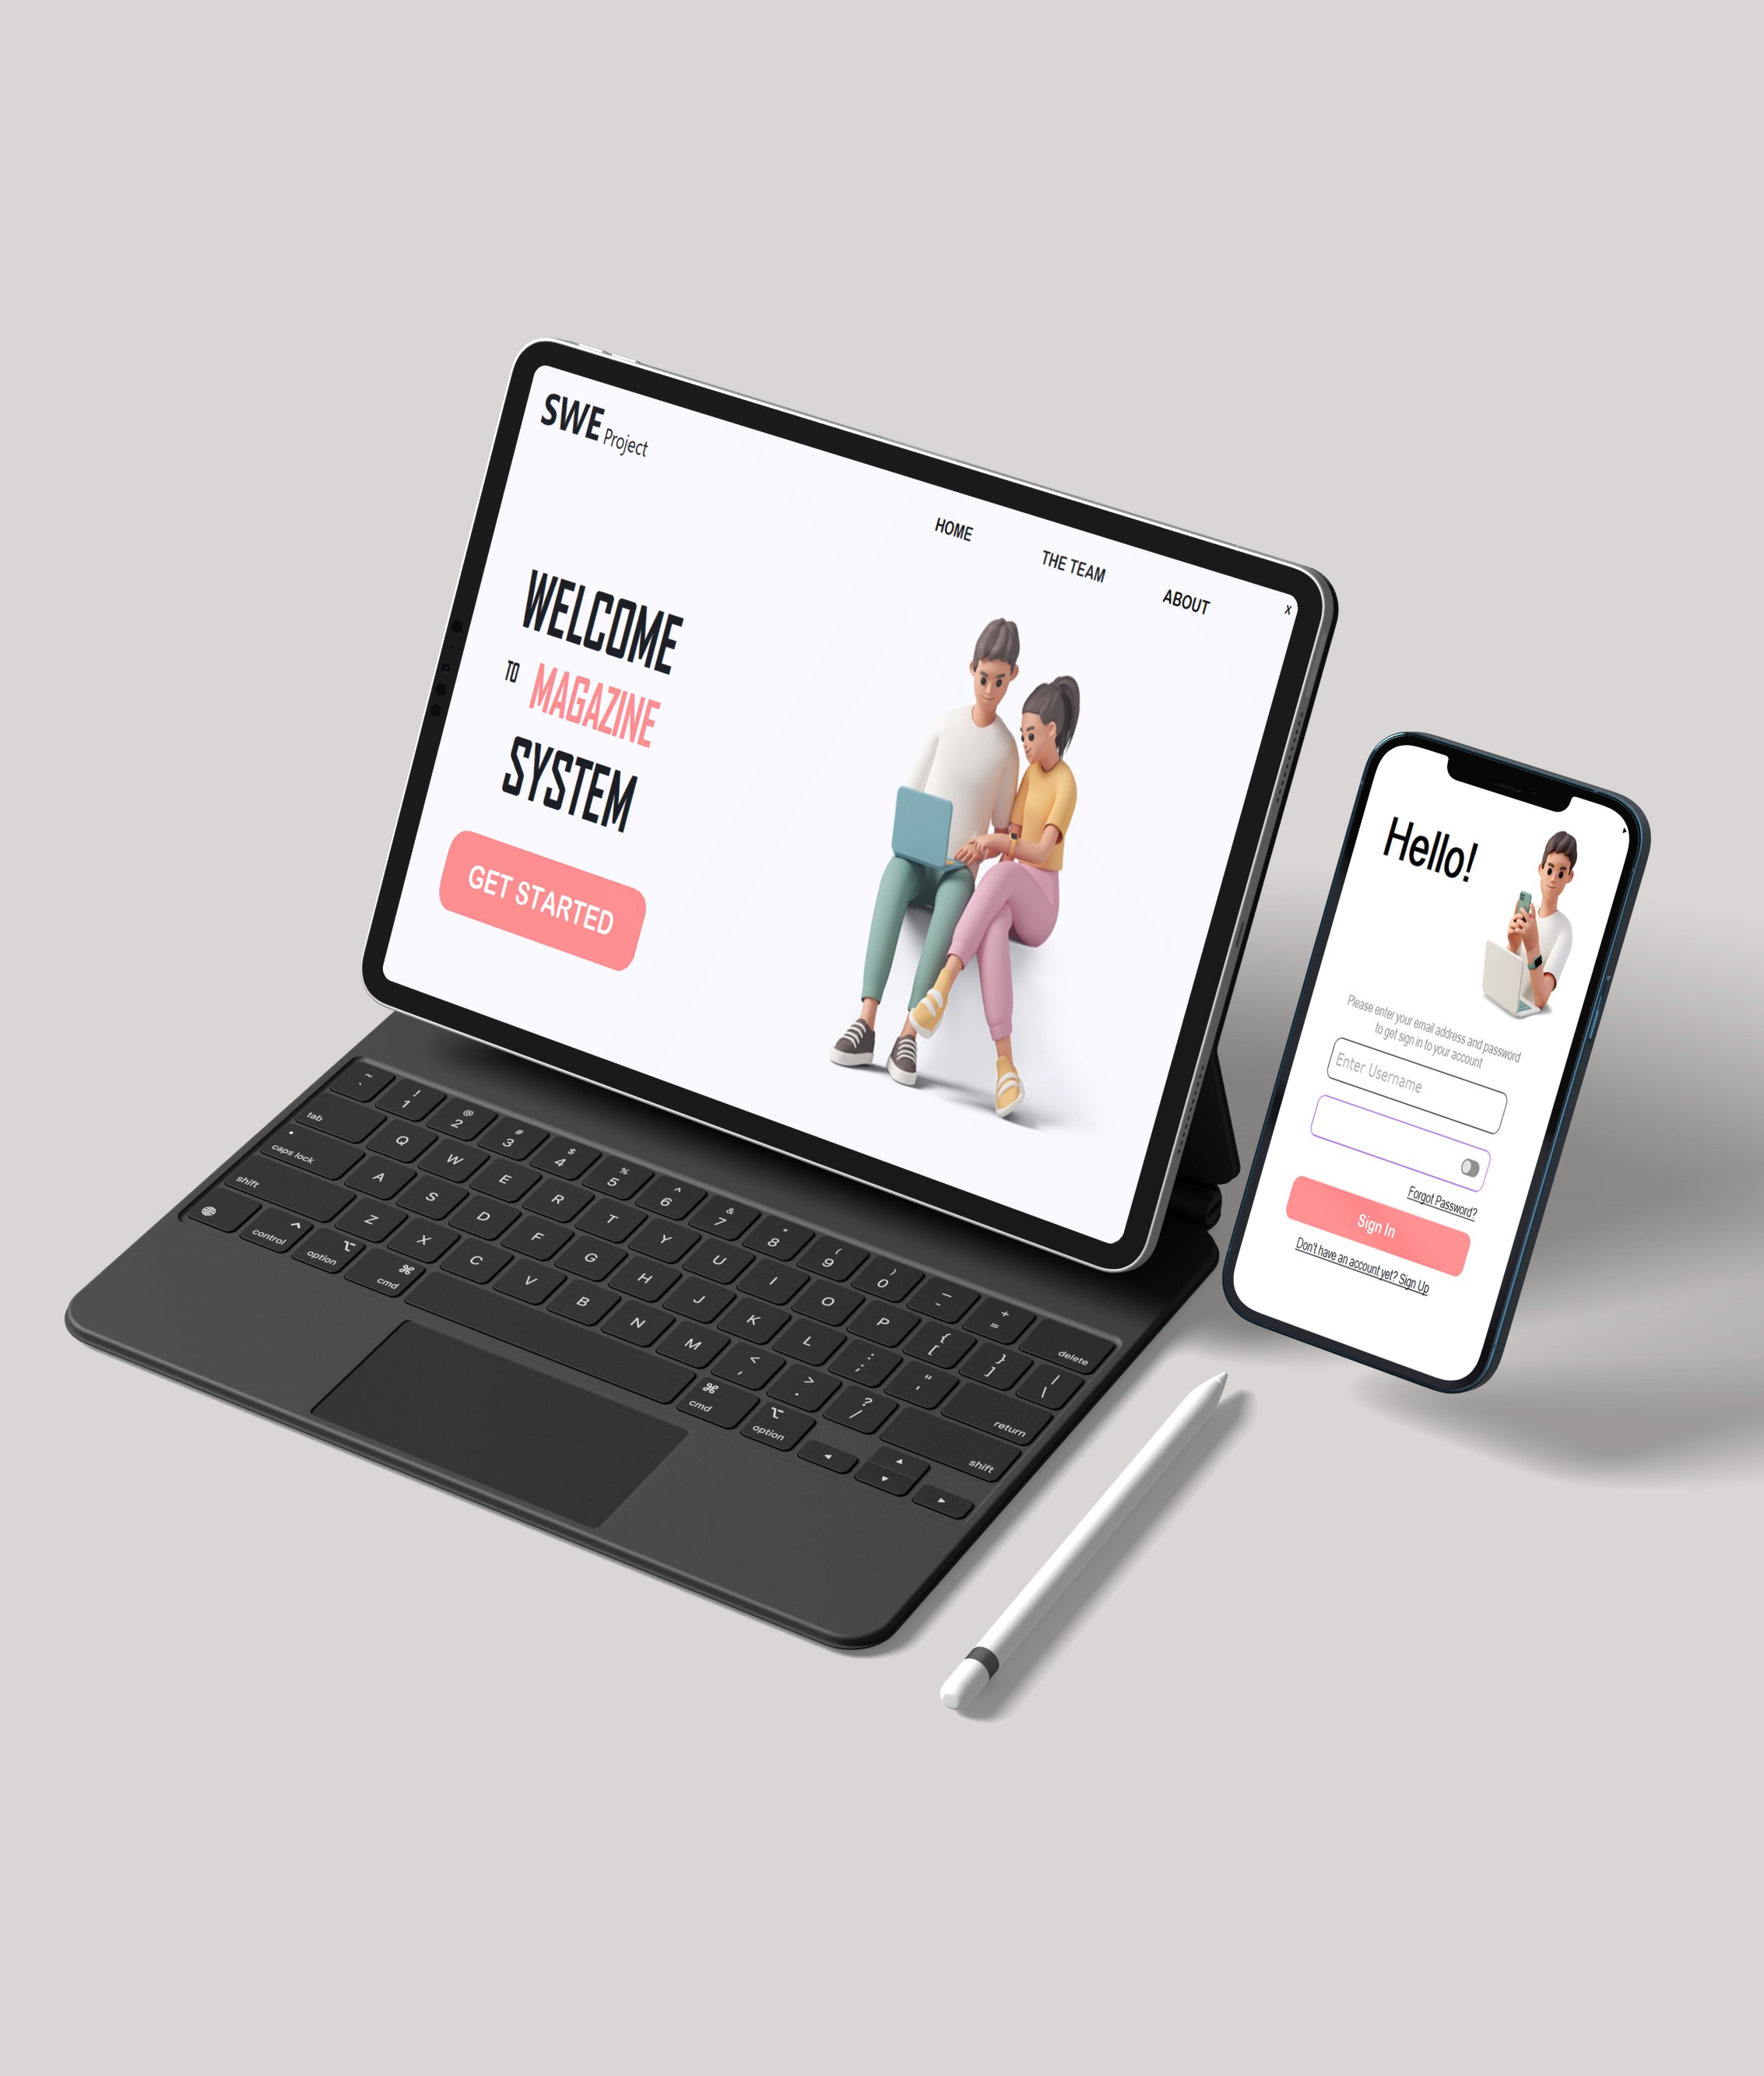 SWE Project
HOME
THE TEAM
ABOUT
X
WELCOME
TO MAGAZINE
SYSTEM
GET STARTED
Hello!
Please enter your email address and password
to get sign in to your account
Enter Username
Forgot Password?
Sign In
Don't have an account yet? Sign Up
~ `
! 1
@ 2
# 3
$ 4
% 5
^ 6
& 7
* 8
( 9
) 0
_ -
+ =
delete
tab
Q W E R T Y U I O P
{ [
} ]
| \
caps lock
A S D F G H J K L
: ;
" '
return
shift
Z X C V B N M
< ,
> .
? /
shift
control
option
⌘ cmd
⌘ cmd
option